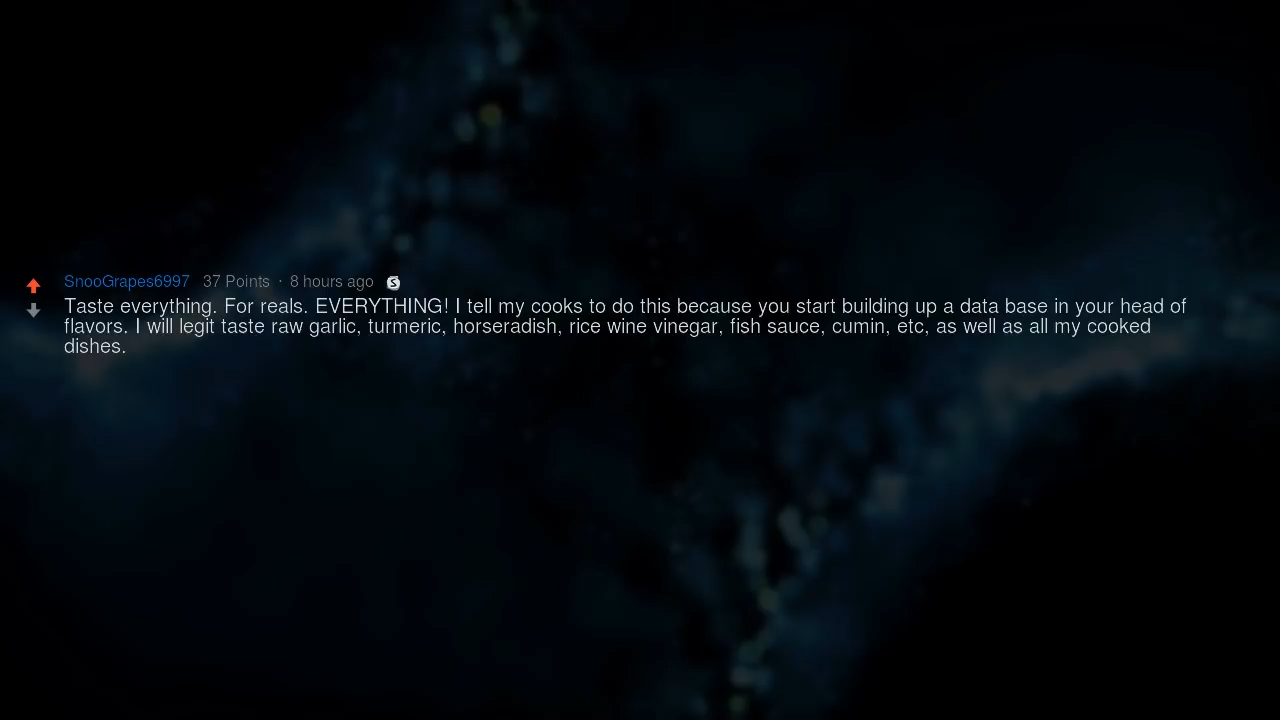 SnooGrapes6997 37 Points · 8 hours ago S
Taste everything. For reals. EVERYTHING! I tell my cooks to do this because you start building up a data base in your head of
flavors. I will legit taste raw garlic, turmeric, horseradish, rice wine vinegar, fish sauce, cumin, etc, as well as all my cooked
dishes.